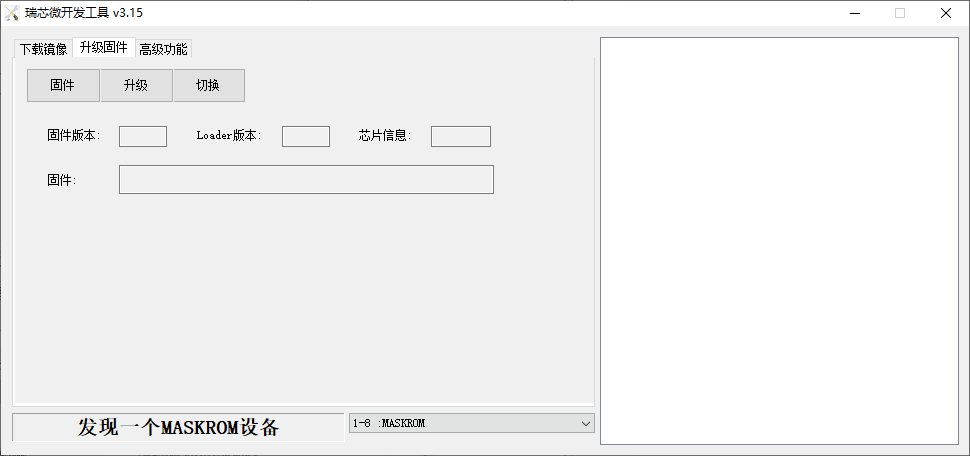 瑞芯微开发工具 v3.15
下载镜像 升级固件 高级功能
固件 升级 切换
固件版本: Loader版本: 芯片信息:
固件:
发现一个MASKROM设备 1-8 :MASKROM